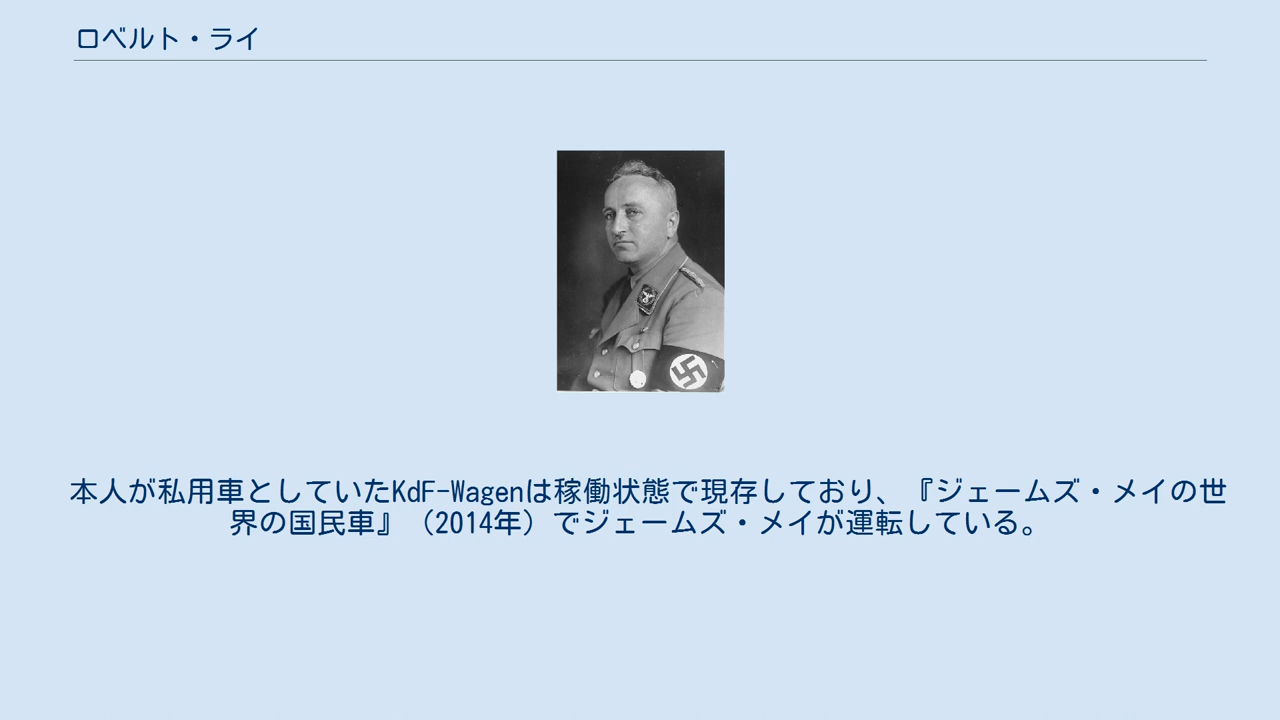 ロベルト・ライ
本人が私用車としていたKdF-Wagenは稼働状態で現存しており、『ジェームズ・メイの世
界の国民車』（2014年）でジェームズ・メイが運転している。